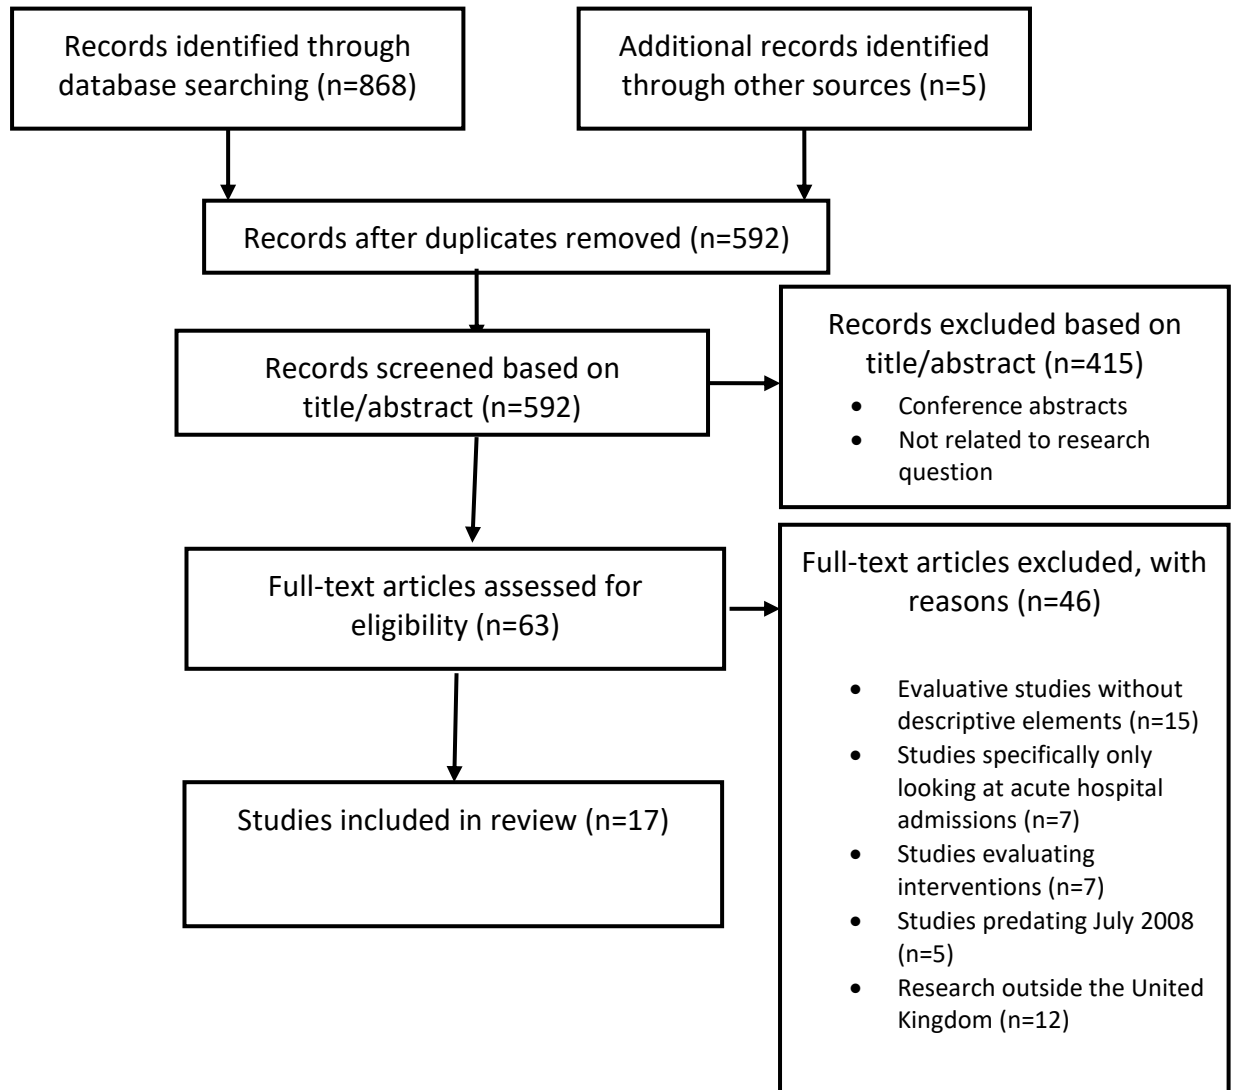 Records identified through
database searching (n=868)
Additional records identified
through other sources (n=5)
Records after duplicates removed (n=592)
Records screened based on
title/abstract (n=592)
Records excluded based on
title/abstract (n=415)
• Conference abstracts
• Not related to research
question
Full-text articles assessed for
eligibility (n=63)
Full-text articles excluded, with
reasons (n=46)
• Evaluative studies without
descriptive elements (n=15)
• Studies specifically only
looking at acute hospital
admissions (n=7)
• Studies evaluating
interventions (n=7)
• Studies predating July 2008
(n=5)
• Research outside the United
Kingdom (n=12)
Studies included in review (n=17)